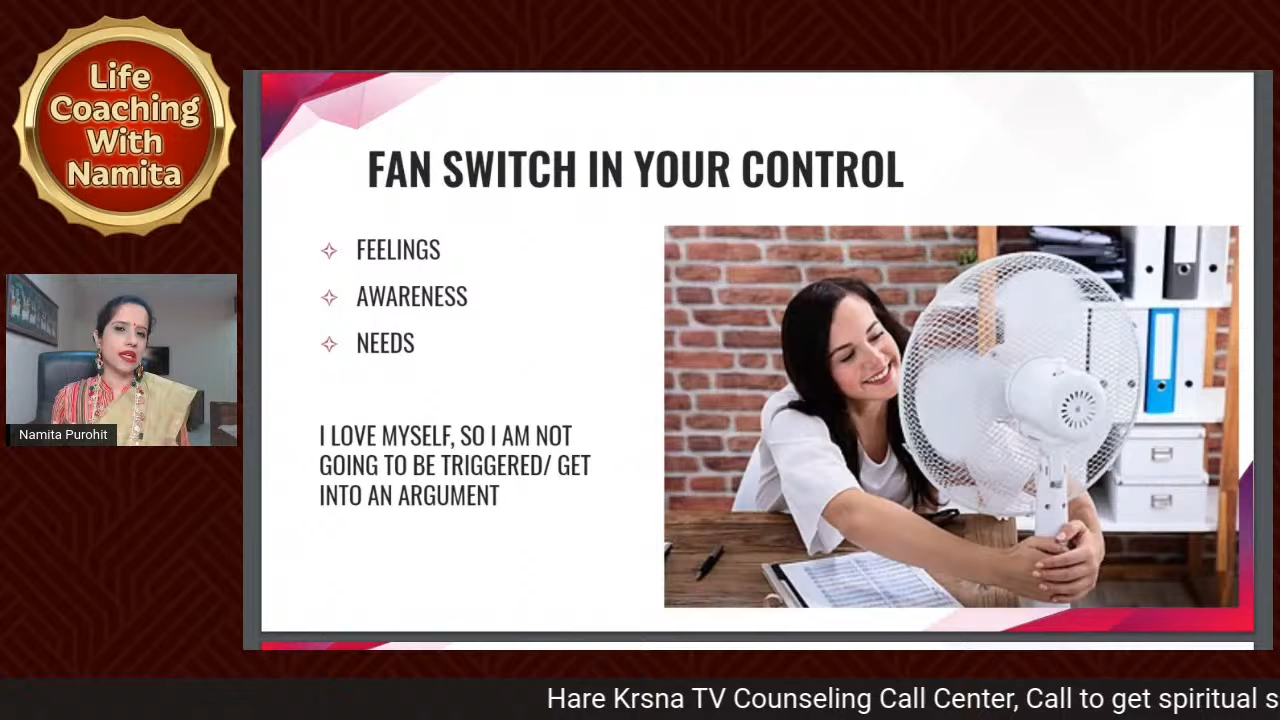 Life
Coaching
With
Namita
Namita Purohit
FAN SWITCH IN YOUR CONTROL
FEELINGS
AWARENESS
NEEDS
I LOVE MYSELF, SO I AM NOT
GOING TO BE TRIGGERED/ GET
INTO AN ARGUMENT
Hare Krsna TV Counseling Call Center, Call to get spiritual s